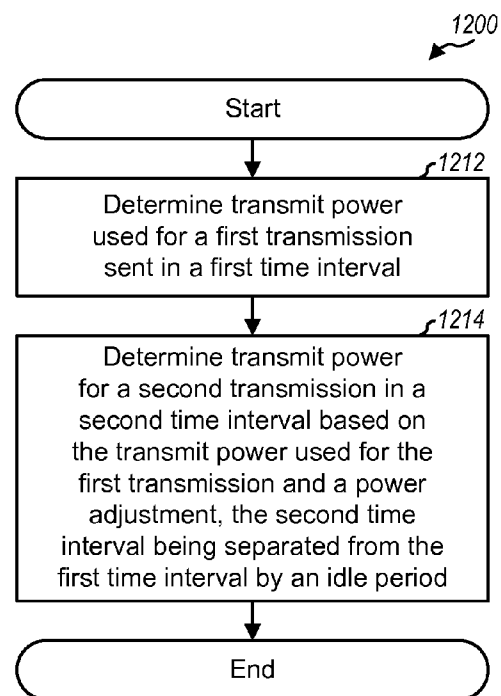 1200
Start
1212
Determine transmit power
used for a first transmission
sent in a first time interval
1214
Determine transmit power
for a second transmission in a
second time interval based on
the transmit power used for the
first transmission and a power
adjustment, the second time
interval being separated from the
first time interval by an idle period
End